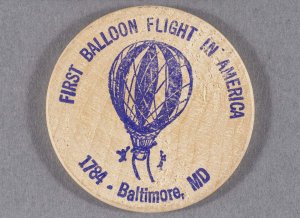 FIRST BALLOON FLIGHT IN AMERICA
1784 - Baltimore, MD